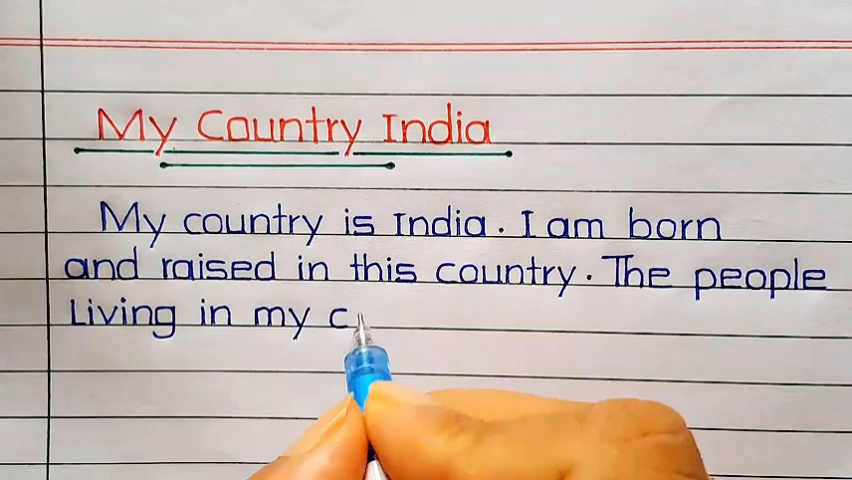 My Country India
My country is India. I am born
and raised in this country. The people
Living in my c